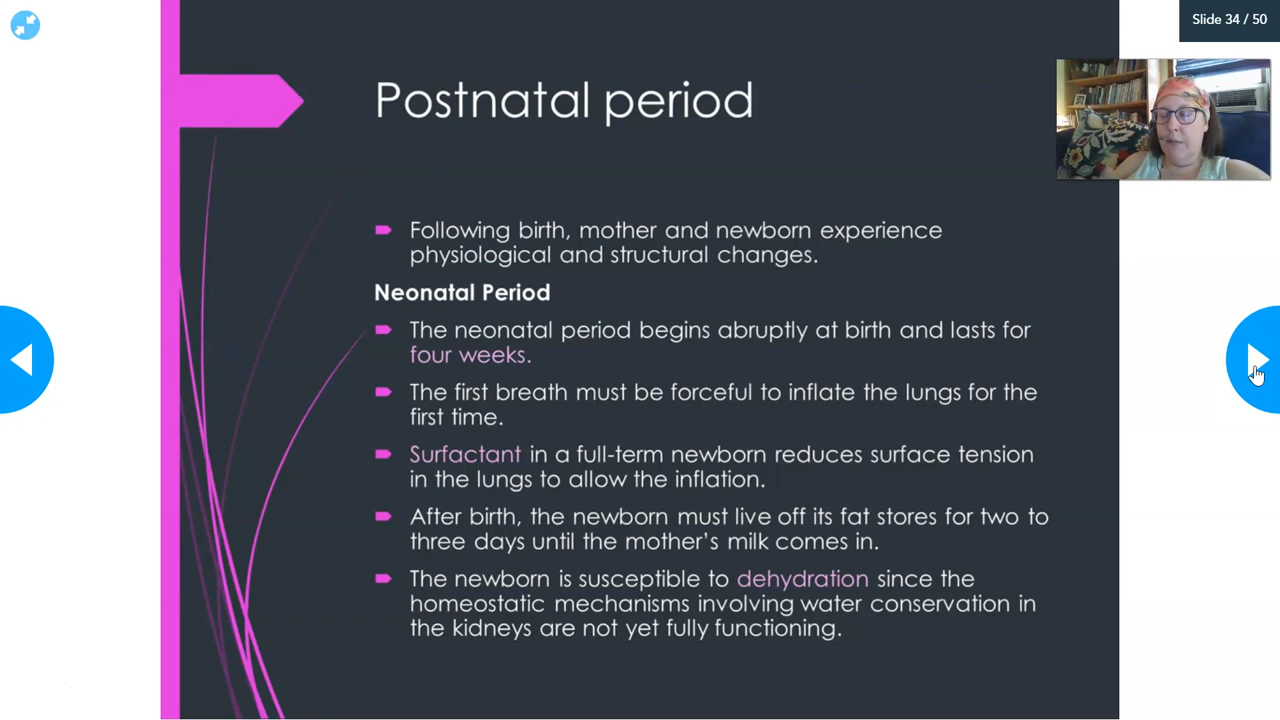 Slide 34 / 50
Postnatal period
Following birth, mother and newborn experience
physiological and structural changes.
Neonatal Period
The neonatal period begins abruptly at birth and lasts for
four weeks.
The first breath must be forceful to inflate the lungs for the
first time.
Surfactant in a full-term newborn reduces surface tension
in the lungs to allow the inflation.
After birth, the newborn must live off its fat stores for two to
three days until the mother’s milk comes in.
The newborn is susceptible to dehydration since the
homeostatic mechanisms involving water conservation in
the kidneys are not yet fully functioning.